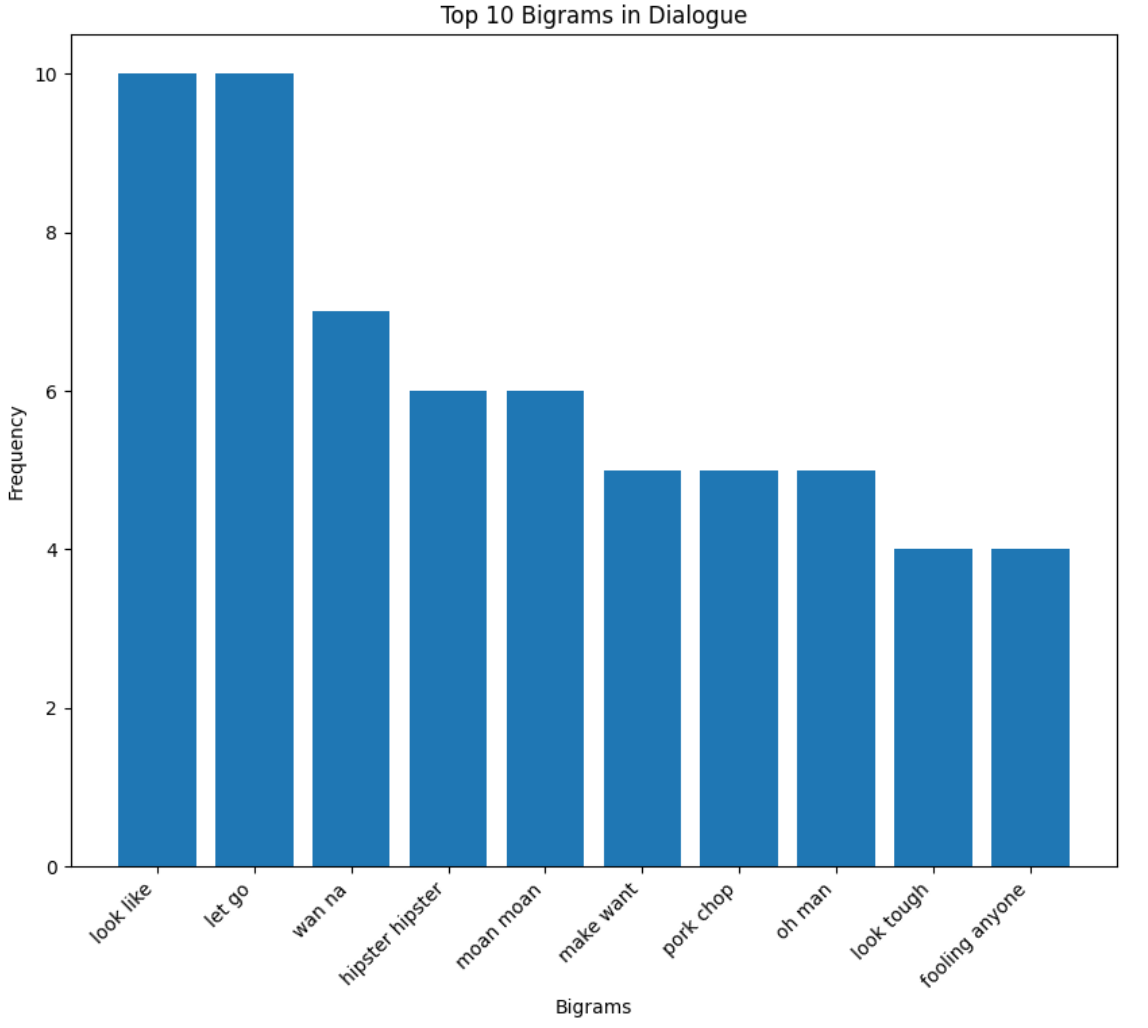 Top 10 Bigrams in Dialogue
10
8
6
4
2
0
Frequency
look like
let go
wan na
hipster hipster
moan moan
make want
pork chop
oh man
look tough
fooling anyone
Bigrams